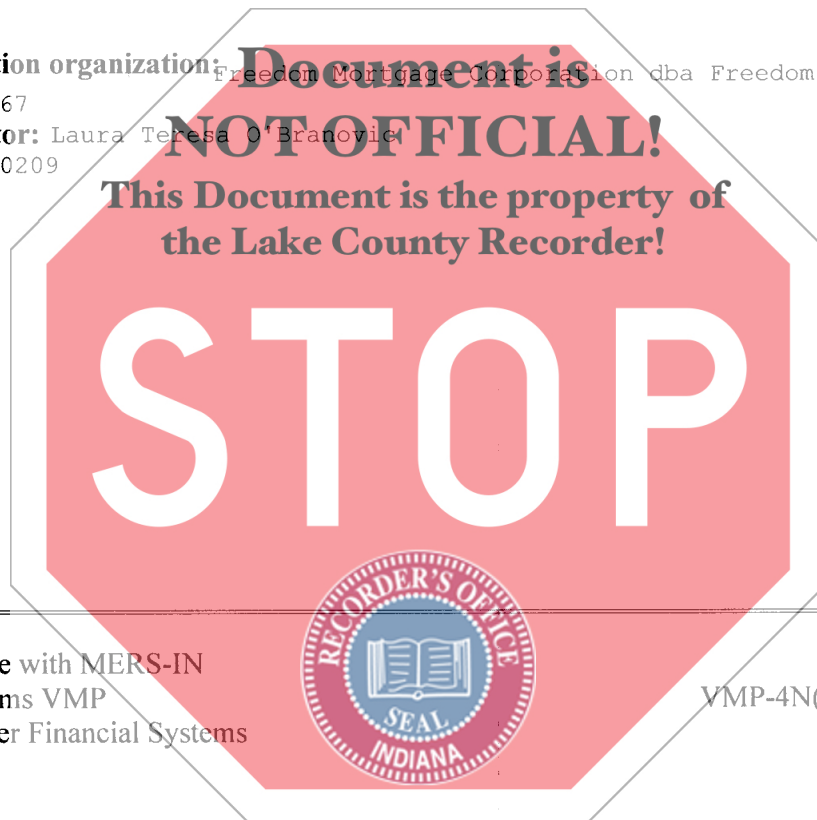 ion organization: Freedom Mortgage Corporation dba Freedom
67
or: Laura Teresa O'Branovic
0209
Document is
NOT OFFICIAL!
This Document is the property of
the Lake County Recorder!
STOP
RECORDER'S OFFICE
SEAL
INDIANA
e with MERS-IN
ms VMP
VMP-4N(
er Financial Systems